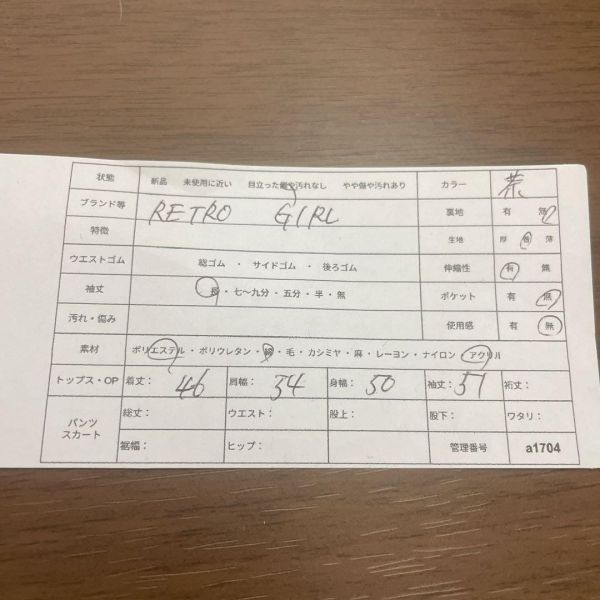 状態 新品 未使用に近い 目立った傷や汚れなし やや傷や汚れあり カラー 茶
ブランド等 RETRO GIRL 裏地 有 無
特徴 生地 厚 普 薄
ウエストゴム 総ゴム ・ サイドゴム ・ 後ろゴム 伸縮性 有 無
袖丈 長・七～九分・五分・半・無 ポケット 有 無
汚れ・傷み 使用感 有 無
素材 ポリエステル・ポリウレタン・綿・毛・カシミヤ・麻・レーヨン・ナイロン・アクリル
トップス・OP 着丈： 46 肩幅： 34 身幅： 50 袖丈： 57 裄丈：
パンツ スカート 総丈： ウエスト： 股上： 股下： ワタリ：
裾幅： ヒップ： 管理番号 a1704